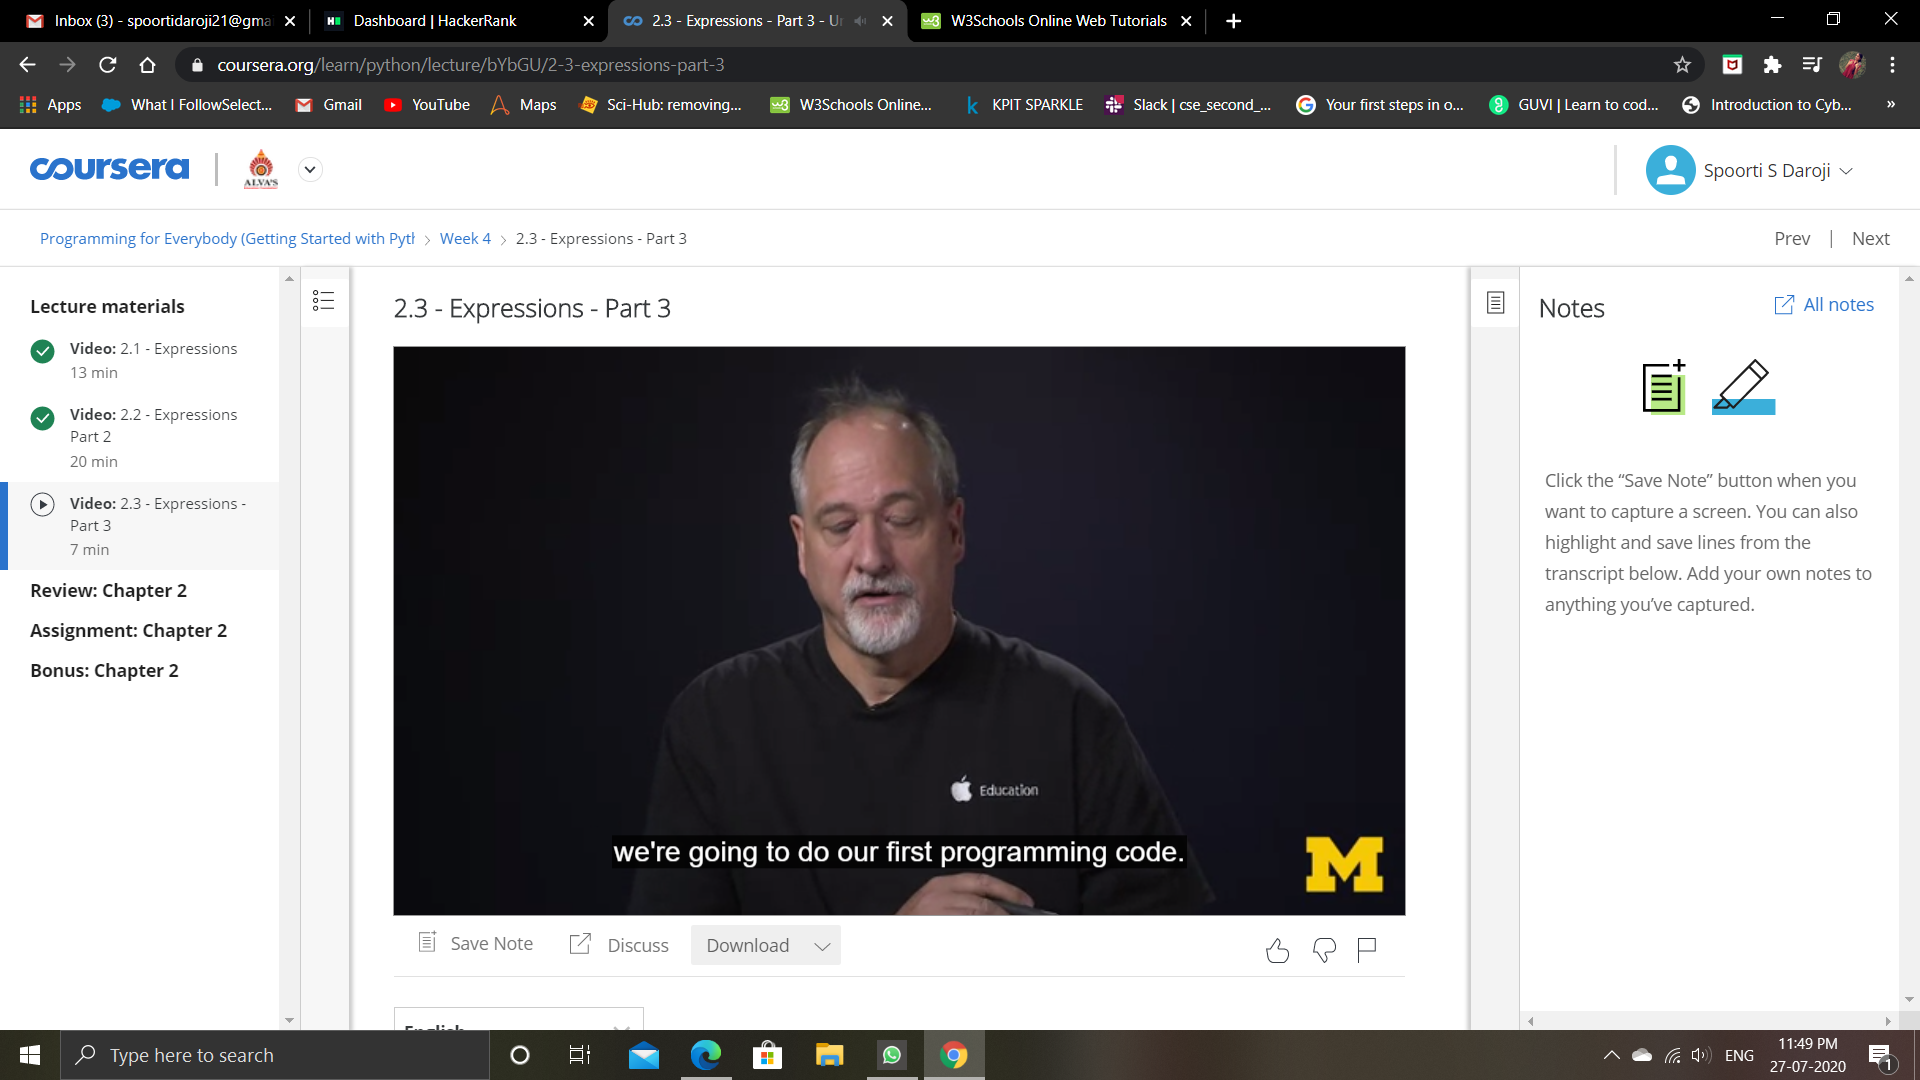 Inbox (3) - spoortidaroji21@gma
Dashboard | HackerRank
2.3 - Expressions - Part 3 - Ur
W3Schools Online Web Tutorials
coursera.org/learn/python/lecture/bYbGU/2-3-expressions-part-3
Apps
What I FollowSelect...
Gmail
YouTube
Maps
Sci-Hub: removing...
W3Schools Online...
KPIT SPARKLE
Slack | cse_second_...
Your first steps in o...
GUVI | Learn to cod...
Introduction to Cyb...
»
coursera
ALVA'S
Spoorti S Daroji
Programming for Everybody (Getting Started with Pyth > Week 4 > 2.3 - Expressions - Part 3
Prev | Next
Lecture materials
Video: 2.1 - Expressions
13 min
Video: 2.2 - Expressions
Part 2
20 min
Video: 2.3 - Expressions -
Part 3
7 min
Review: Chapter 2
Assignment: Chapter 2
Bonus: Chapter 2
2.3 - Expressions - Part 3
Education
we're going to do our first programming code.
M
Save Note
Discuss
Download
English
Notes
All notes
Click the “Save Note” button when you
want to capture a screen. You can also
highlight and save lines from the
transcript below. Add your own notes to
anything you’ve captured.
Type here to search
ENG
11:49 PM
27-07-2020
1